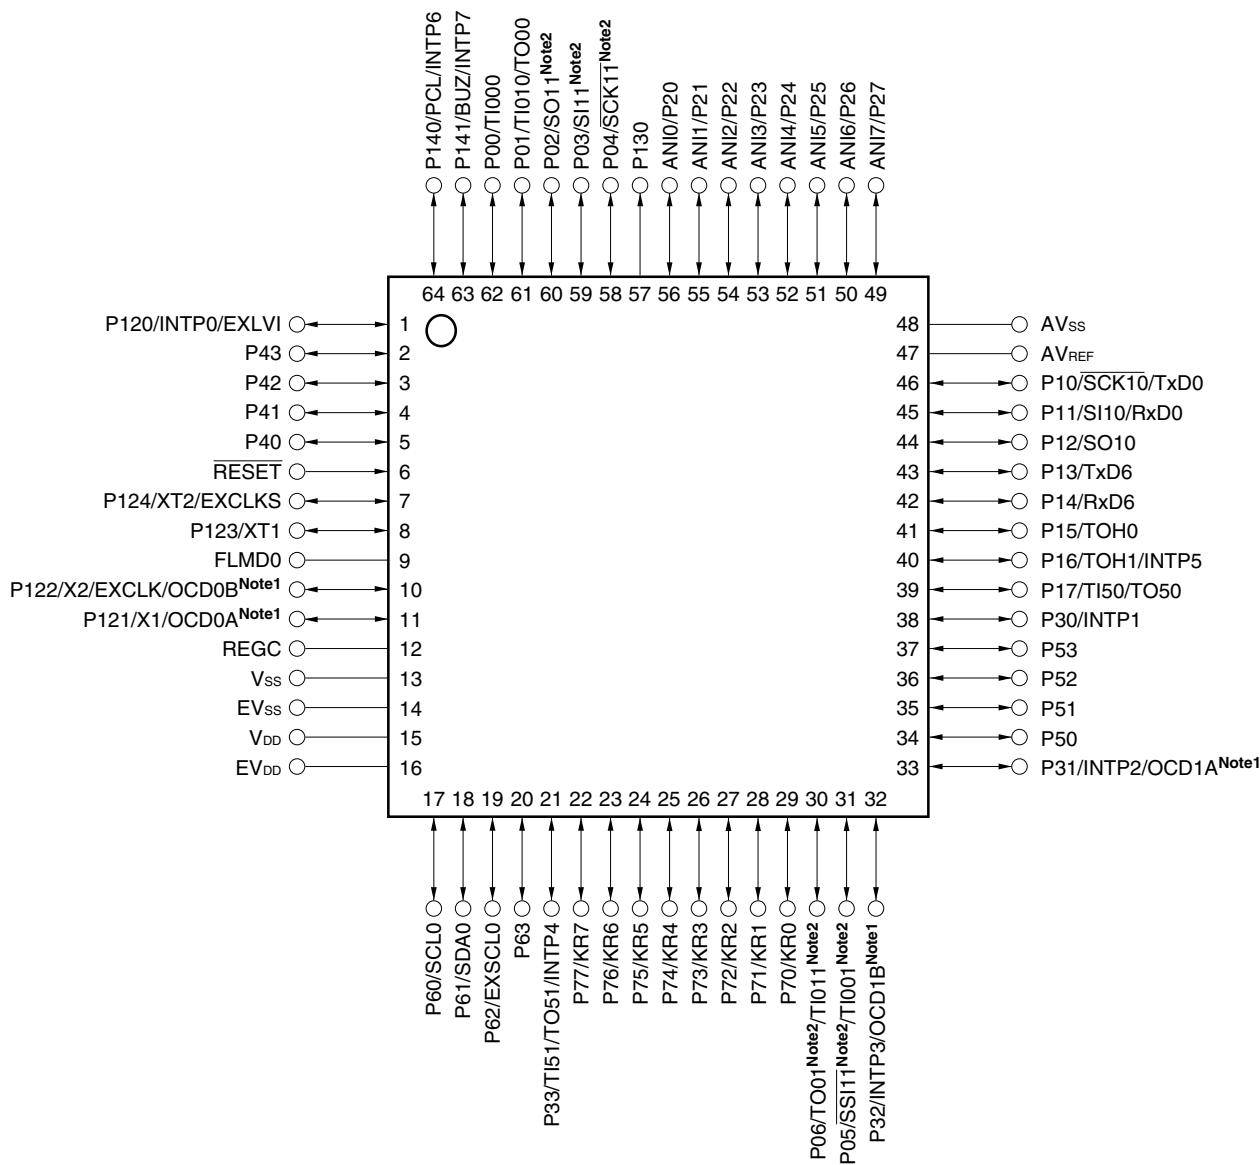 P140/PCL/INTP6
P141/BUZ/INTP7
P00/TI000
P01/TI010/TO00
P02/SO11Note2
P03/SI11Note2
P04/SCK11Note2
P130
ANI0/P20
ANI1/P21
ANI2/P22
ANI3/P23
ANI4/P24
ANI5/P25
ANI6/P26
ANI7/P27
64 63 62 61 60 59 58 57 56 55 54 53 52 51 50 49
P120/INTP0/EXLVI 1
P43 2
P42 3
P41 4
P40 5
RESET 6
P124/XT2/EXCLKS 7
P123/XT1 8
FLMD0 9
P122/X2/EXCLK/OCD0BNote1 10
P121/X1/OCD0ANote1 11
REGC 12
VSS 13
EVSS 14
VDD 15
EVDD 16
48 AVSS
47 AVREF
46 P10/SCK10/TxD0
45 P11/SI10/RxD0
44 P12/SO10
43 P13/TxD6
42 P14/RxD6
41 P15/TOH0
40 P16/TOH1/INTP5
39 P17/TI50/TO50
38 P30/INTP1
37 P53
36 P52
35 P51
34 P50
33 P31/INTP2/OCD1ANote1
17 18 19 20 21 22 23 24 25 26 27 28 29 30 31 32
P60/SCL0
P61/SDA0
P62/EXSCL0
P63
P33/TI51/TO51/INTP4
P77/KR7
P76/KR6
P75/KR5
P74/KR4
P73/KR3
P72/KR2
P71/KR1
P70/KR0
P06/TO01Note2/TI011Note2
P05/SSI11Note2/TI001Note2
P32/INTP3/OCD1BNote1